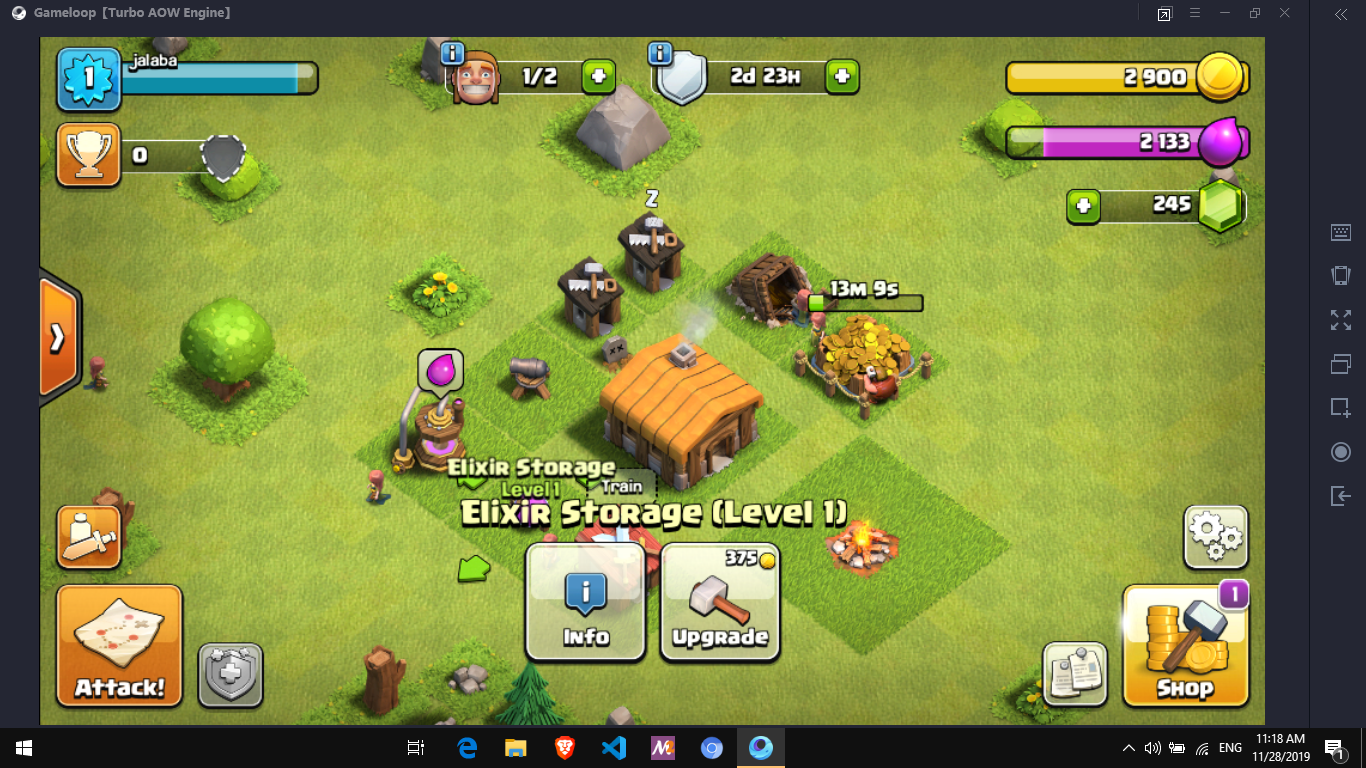 Gameloop【Turbo AOW Engine】
1
jalaba
1/2
2d 23h
2 900
0
2 133
245
Z
13m 9s
Elixir Storage
Level 1
Train
Elixir Storage (Level 1)
375
Info
Upgrade
1
Attack!
Shop
ENG
11:18 AM
11/28/2019
1